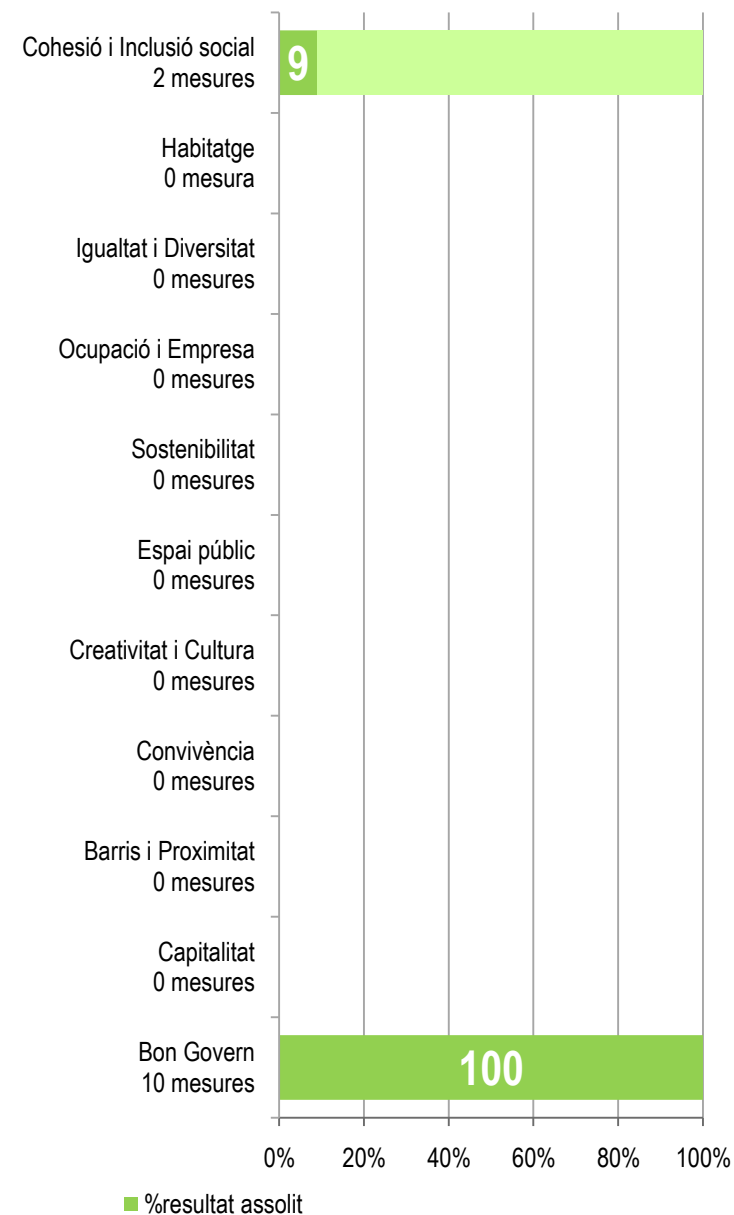 Cohesió i Inclusió social
2 mesures
9
Habitatge
0 mesura
Igualtat i Diversitat
0 mesures
Ocupació i Empresa
0 mesures
Sostenibilitat
0 mesures
Espai públic
0 mesures
Creativitat i Cultura
0 mesures
Convivència
0 mesures
Barris i Proximitat
0 mesures
Capitalitat
0 mesures
Bon Govern
10 mesures
100
0% 20% 40% 60% 80% 100%
%resultat assolit